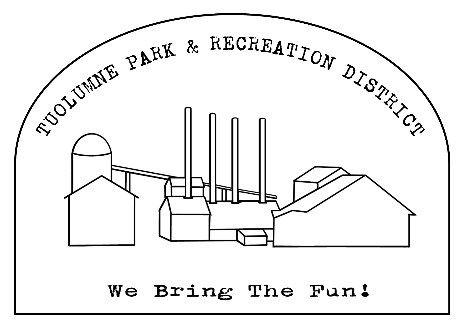 TUOLUMNE PARK & RECREATION DISTRICT
We Bring The Fun!